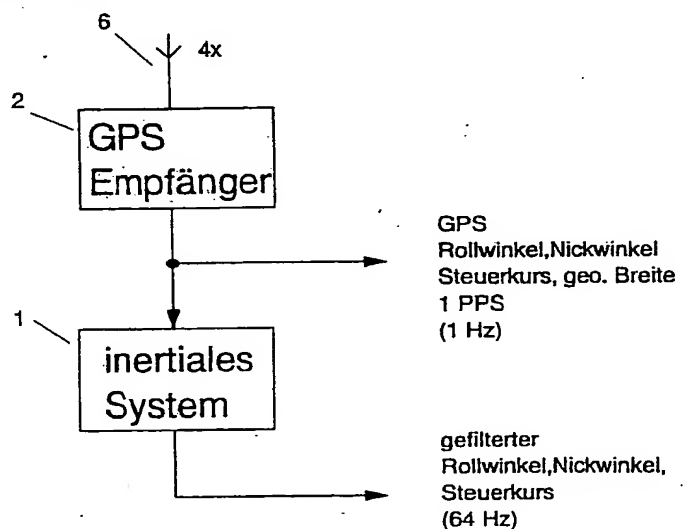 6
4x
2
GPS
Empfänger
GPS
Rollwinkel,Nickwinkel
Steuerkurs, geo. Breite
1 PPS
(1 Hz)
1
inertiales
System
gefilterter
Rollwinkel,Nickwinkel,
Steuerkurs
(64 Hz)